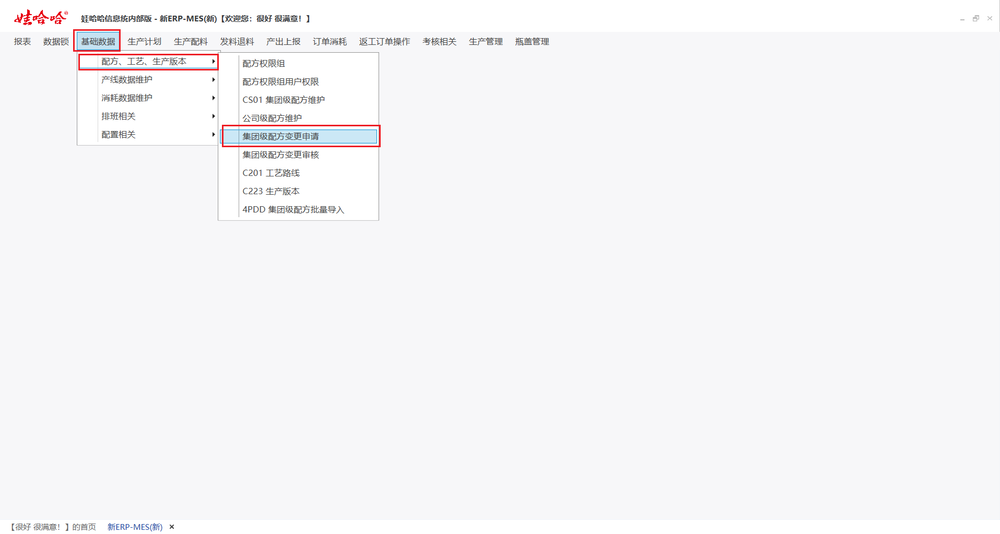 娃哈哈®
娃哈哈信息统内部版 - 新ERP-MES(新)【欢迎您：很好 很满意！】
报表 数据锁 基础数据 生产计划 生产配料 发料退料 产出上报 订单消耗 返工订单操作 考核相关 生产管理 瓶盖管理
配方、工艺、生产版本
产线数据维护
消耗数据维护
排班相关
配置相关
配方权限组
配方权限组用户权限
CS01 集团级配方维护
公司级配方维护
集团级配方变更申请
集团级配方变更审核
C201 工艺路线
C223 生产版本
4PDD 集团级配方批量导入
【很好 很满意！】的首页 新ERP-MES(新)